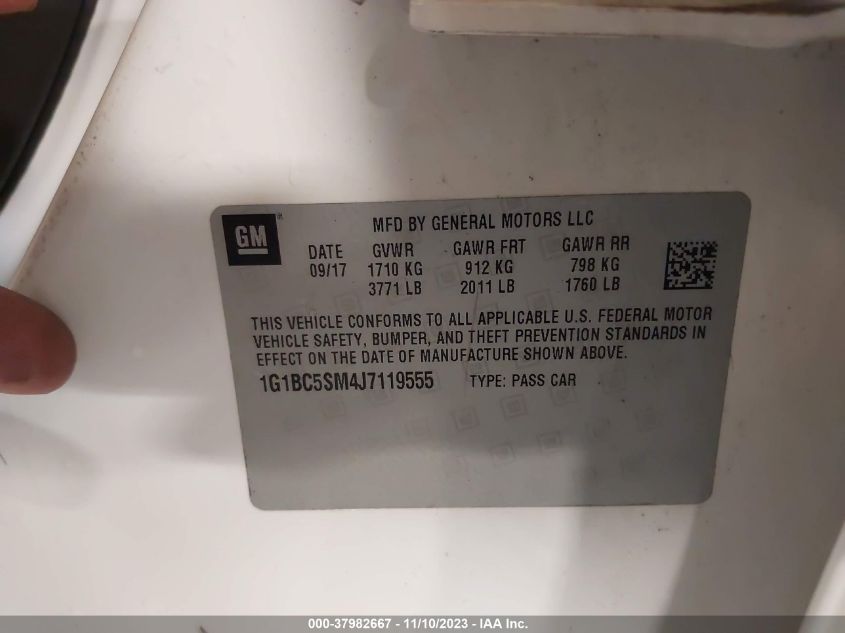 GM
MFD BY GENERAL MOTORS LLC
DATE GVWR GAWR FRT GAWR RR
09/17 1710 KG 912 KG 798 KG
3771 LB 2011 LB 1760 LB
THIS VEHICLE CONFORMS TO ALL APPLICABLE U.S. FEDERAL MOTOR
VEHICLE SAFETY, BUMPER, AND THEFT PREVENTION STANDARDS IN
EFFECT ON THE DATE OF MANUFACTURE SHOWN ABOVE.
1G1BC5SM4J7119555 TYPE: PASS CAR
000-37982667 - 11/10/2023 - IAA Inc.